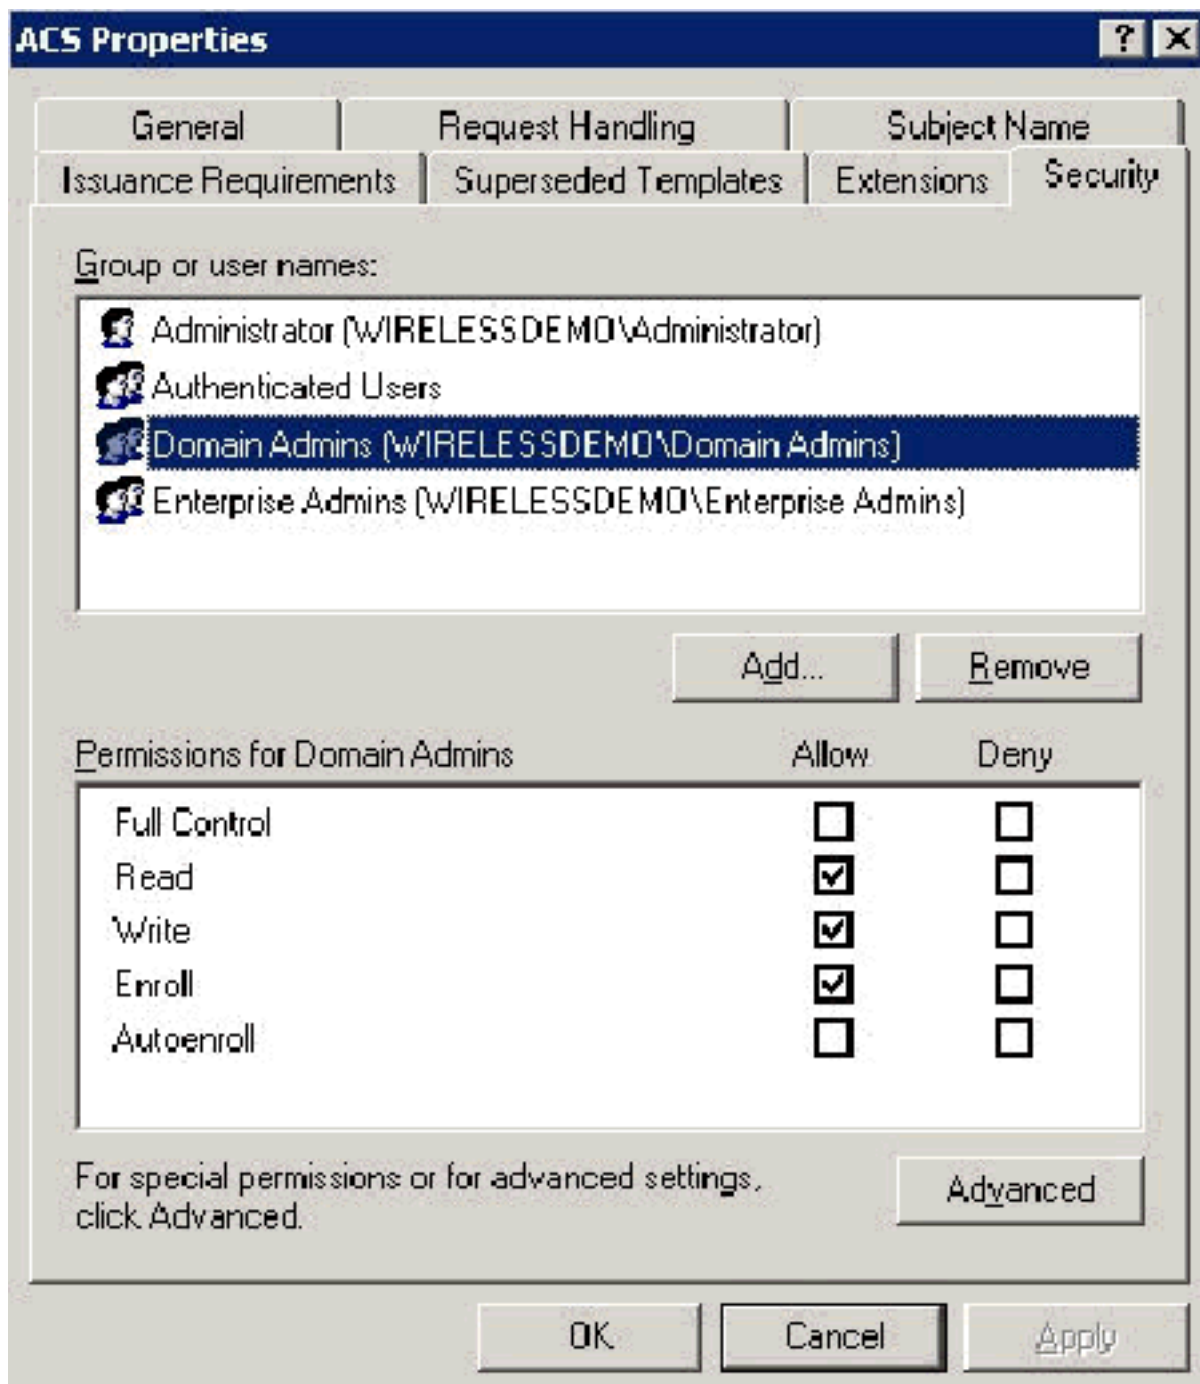 ACS Properties
?
General
Request Handling
Subject Name
Issuance Requirements
Superseded Templates
Extensions
Security
Group or user names:
Administrator (WIRELESSDEMO\Administrator)
Authenticated Users
Domain Admins (WIRELESSDEMO\Domain Admins)
Enterprise Admins (WIRELESSDEMO\Enterprise Admins)
Add...
Remove
Permissions for Domain Admins Allow Deny
Full Control
Read
Write
Enroll
Autoenroll
For special permissions or for advanced settings,
click Advanced.
Advanced
OK
Cancel
Apply